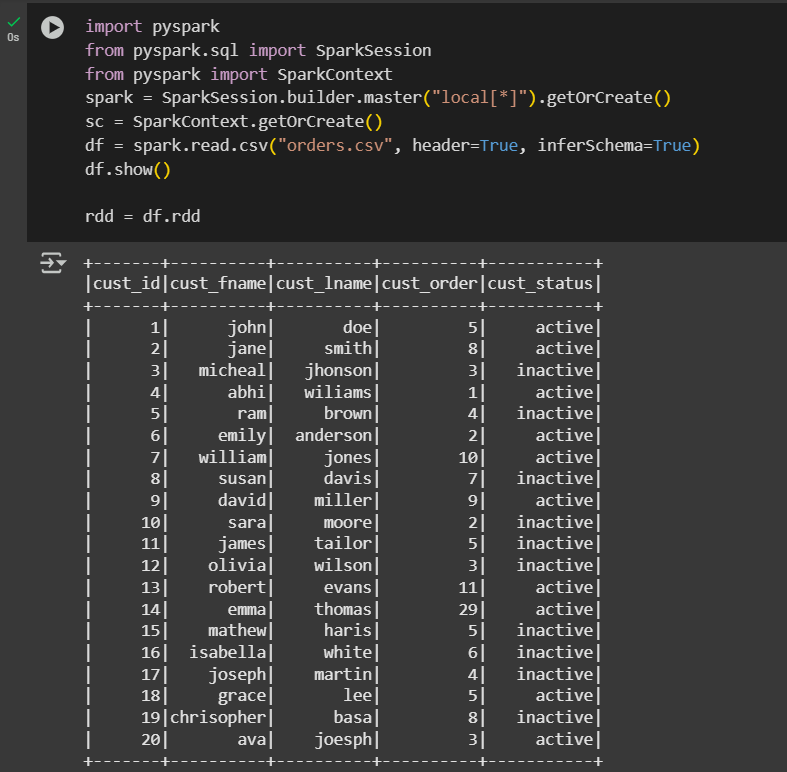 0s
import pyspark
from pyspark.sql import SparkSession
from pyspark import SparkContext
spark = SparkSession.builder.master("local[*]").getOrCreate()
sc = SparkContext.getOrCreate()
df = spark.read.csv("orders.csv", header=True, inferSchema=True)
df.show()
rdd = df.rdd
+-------+----------+----------+----------+-----------+
|cust_id|cust_fname|cust_lname|cust_order|cust_status|
+-------+----------+----------+----------+-----------+
|      1|      john|       doe|         5|     active|
|      2|      jane|     smith|         8|     active|
|      3|   micheal|   jhonson|         3|   inactive|
|      4|      abhi|   wiliams|         1|     active|
|      5|       ram|     brown|         4|   inactive|
|      6|     emily|  anderson|         2|     active|
|      7|   william|     jones|        10|     active|
|      8|     susan|     davis|         7|   inactive|
|      9|     david|    miller|         9|     active|
|     10|      sara|     moore|         2|   inactive|
|     11|     james|    tailor|         5|   inactive|
|     12|    olivia|    wilson|         3|   inactive|
|     13|    robert|     evans|        11|     active|
|     14|      emma|    thomas|        29|     active|
|     15|    mathew|     haris|         5|   inactive|
|     16|  isabella|     white|         6|   inactive|
|     17|    joseph|    martin|         4|   inactive|
|     18|     grace|       lee|         5|     active|
|     19|chrisopher|      basa|         8|   inactive|
|     20|       ava|    joesph|         3|     active|
+-------+----------+----------+----------+-----------+